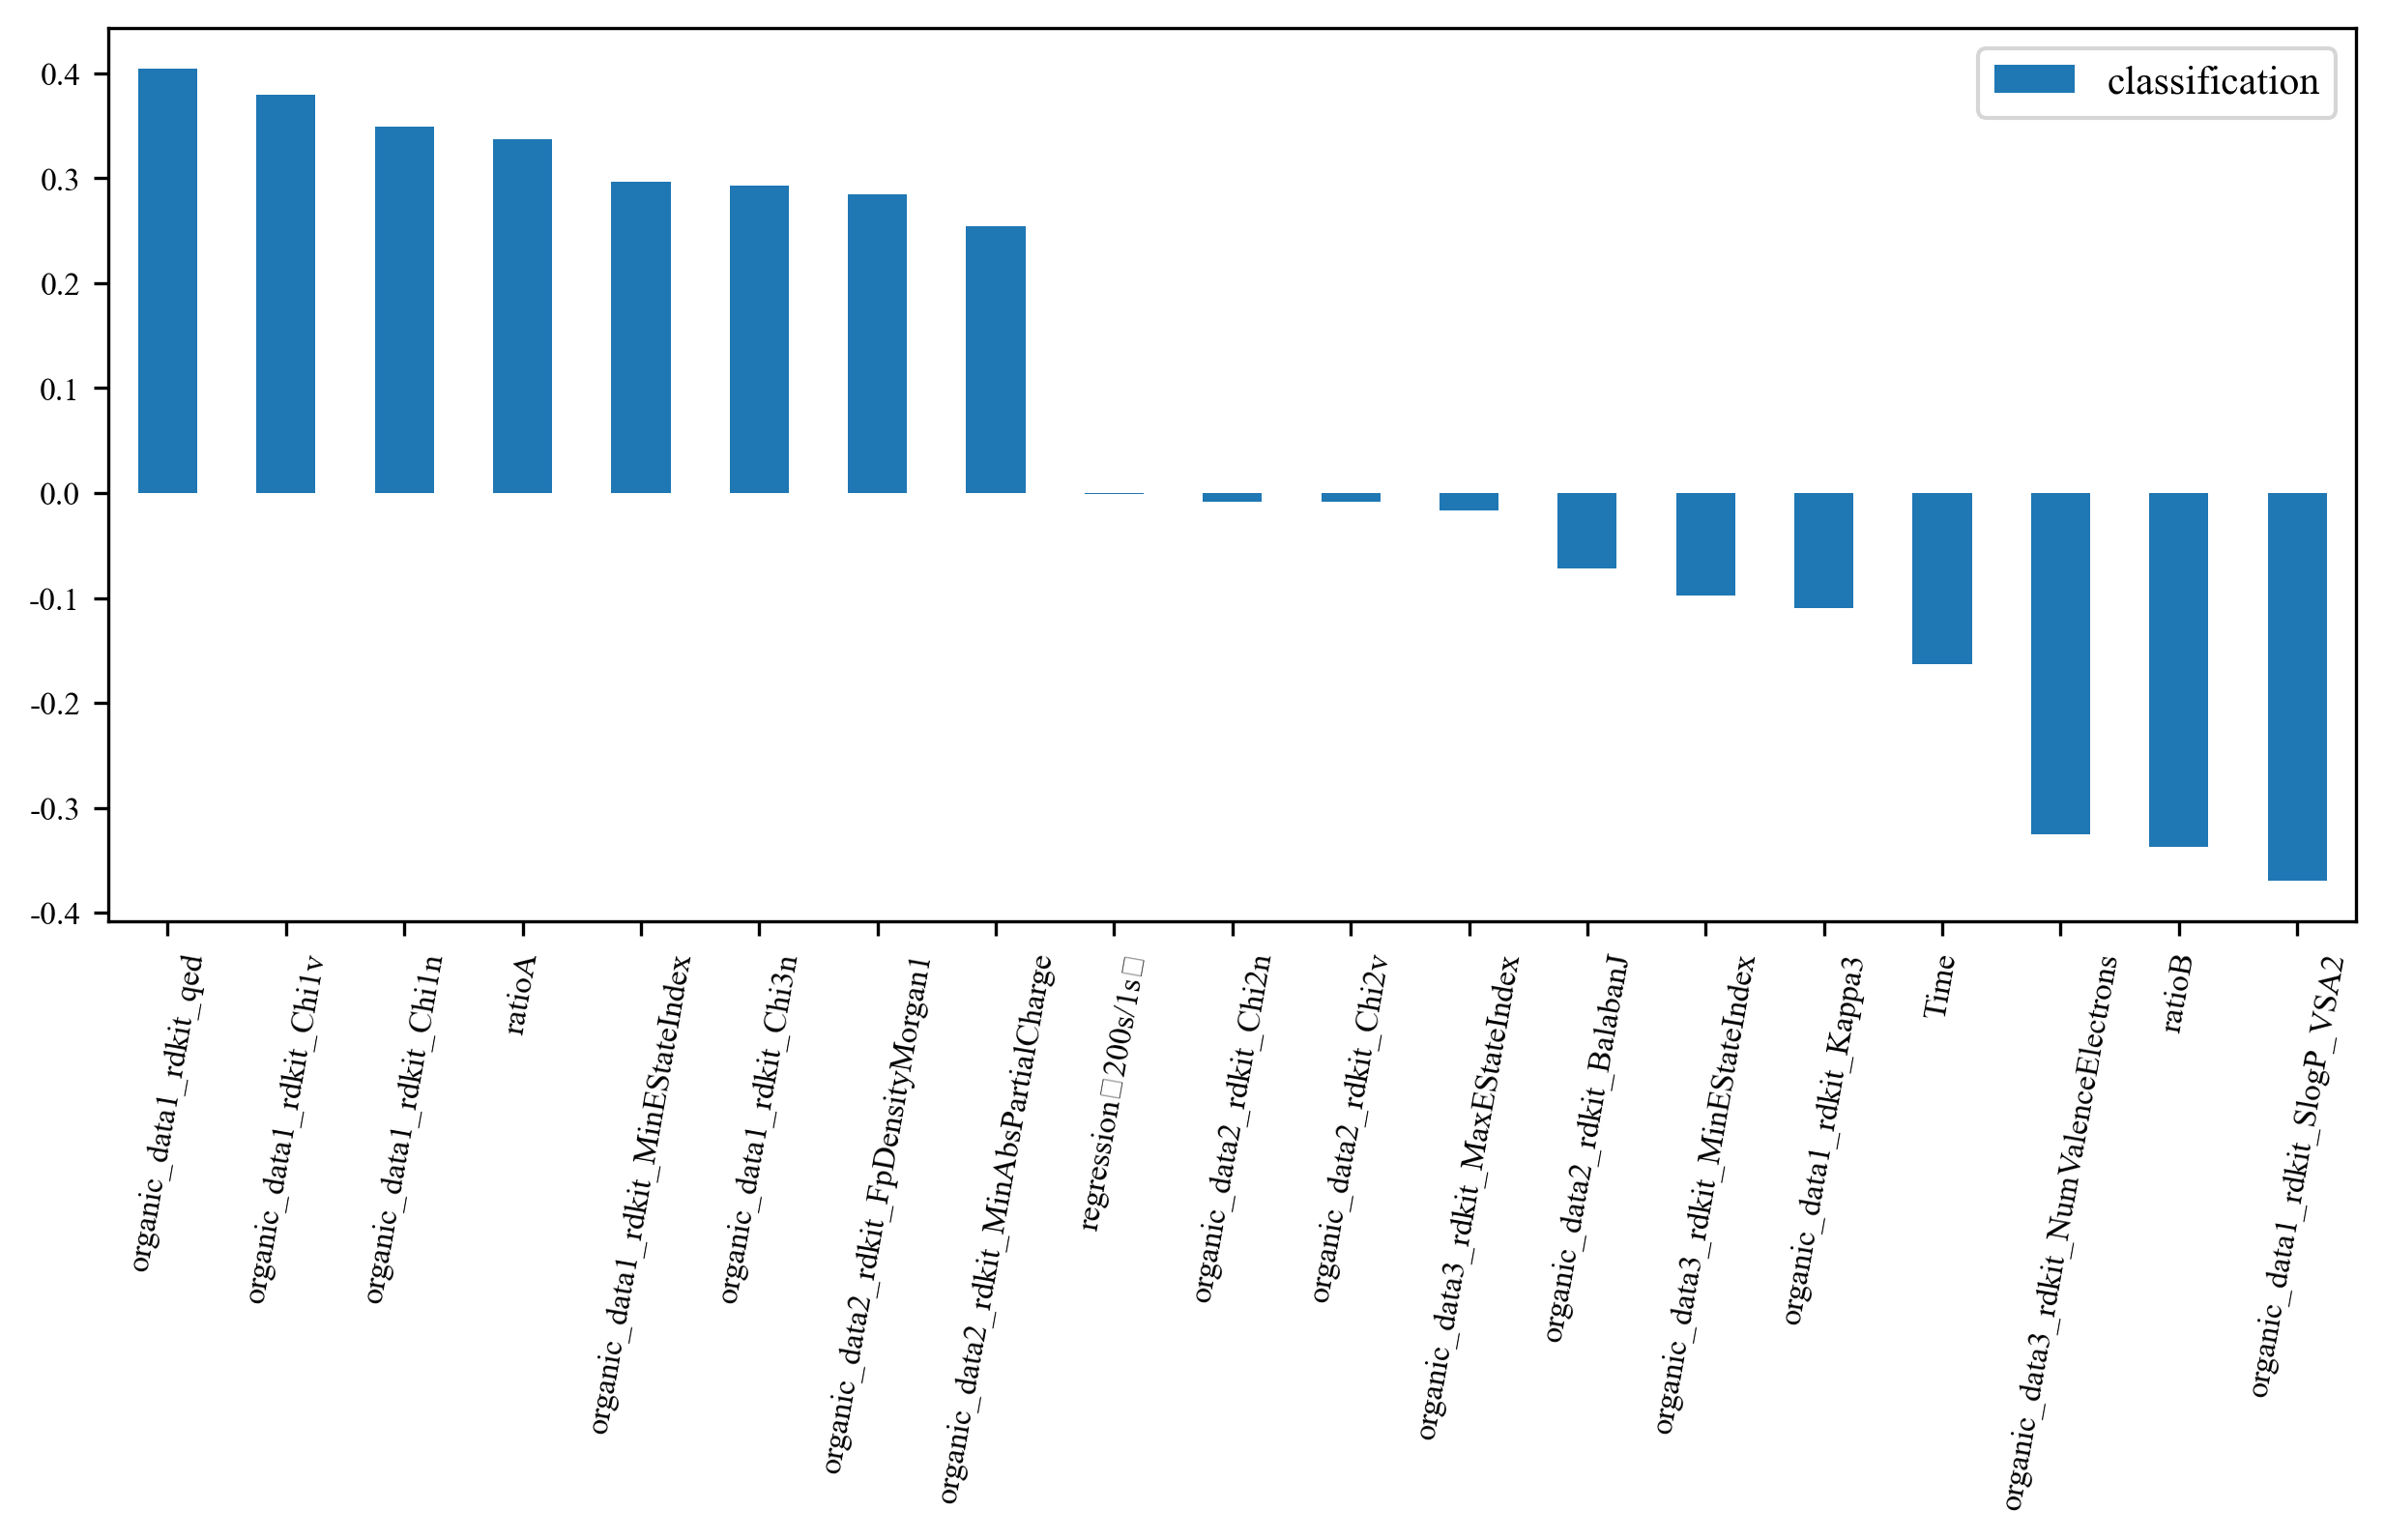 classification
0.4
0.3
0.2
0.1
0.0
-0.1
-0.2
-0.3
-0.4
organic_data1_rdkit_qed
organic_data1_rdkit_Chi1v
organic_data1_rdkit_Chi1n
ratioA
organic_data1_rdkit_MinEStateIndex
organic_data1_rdkit_Chi3n
organic_data2_rdkit_FpDensityMorgan1
organic_data2_rdkit_MinAbsPartialCharge
regression□200s/1s□
organic_data2_rdkit_Chi2n
organic_data2_rdkit_Chi2v
organic_data3_rdkit_MaxEStateIndex
organic_data2_rdkit_BalabanJ
organic_data3_rdkit_MinEStateIndex
organic_data1_rdkit_Kappa3
Time
organic_data3_rdkit_NumValenceElectrons
ratioB
organic_data1_rdkit_SlogP_VSA2